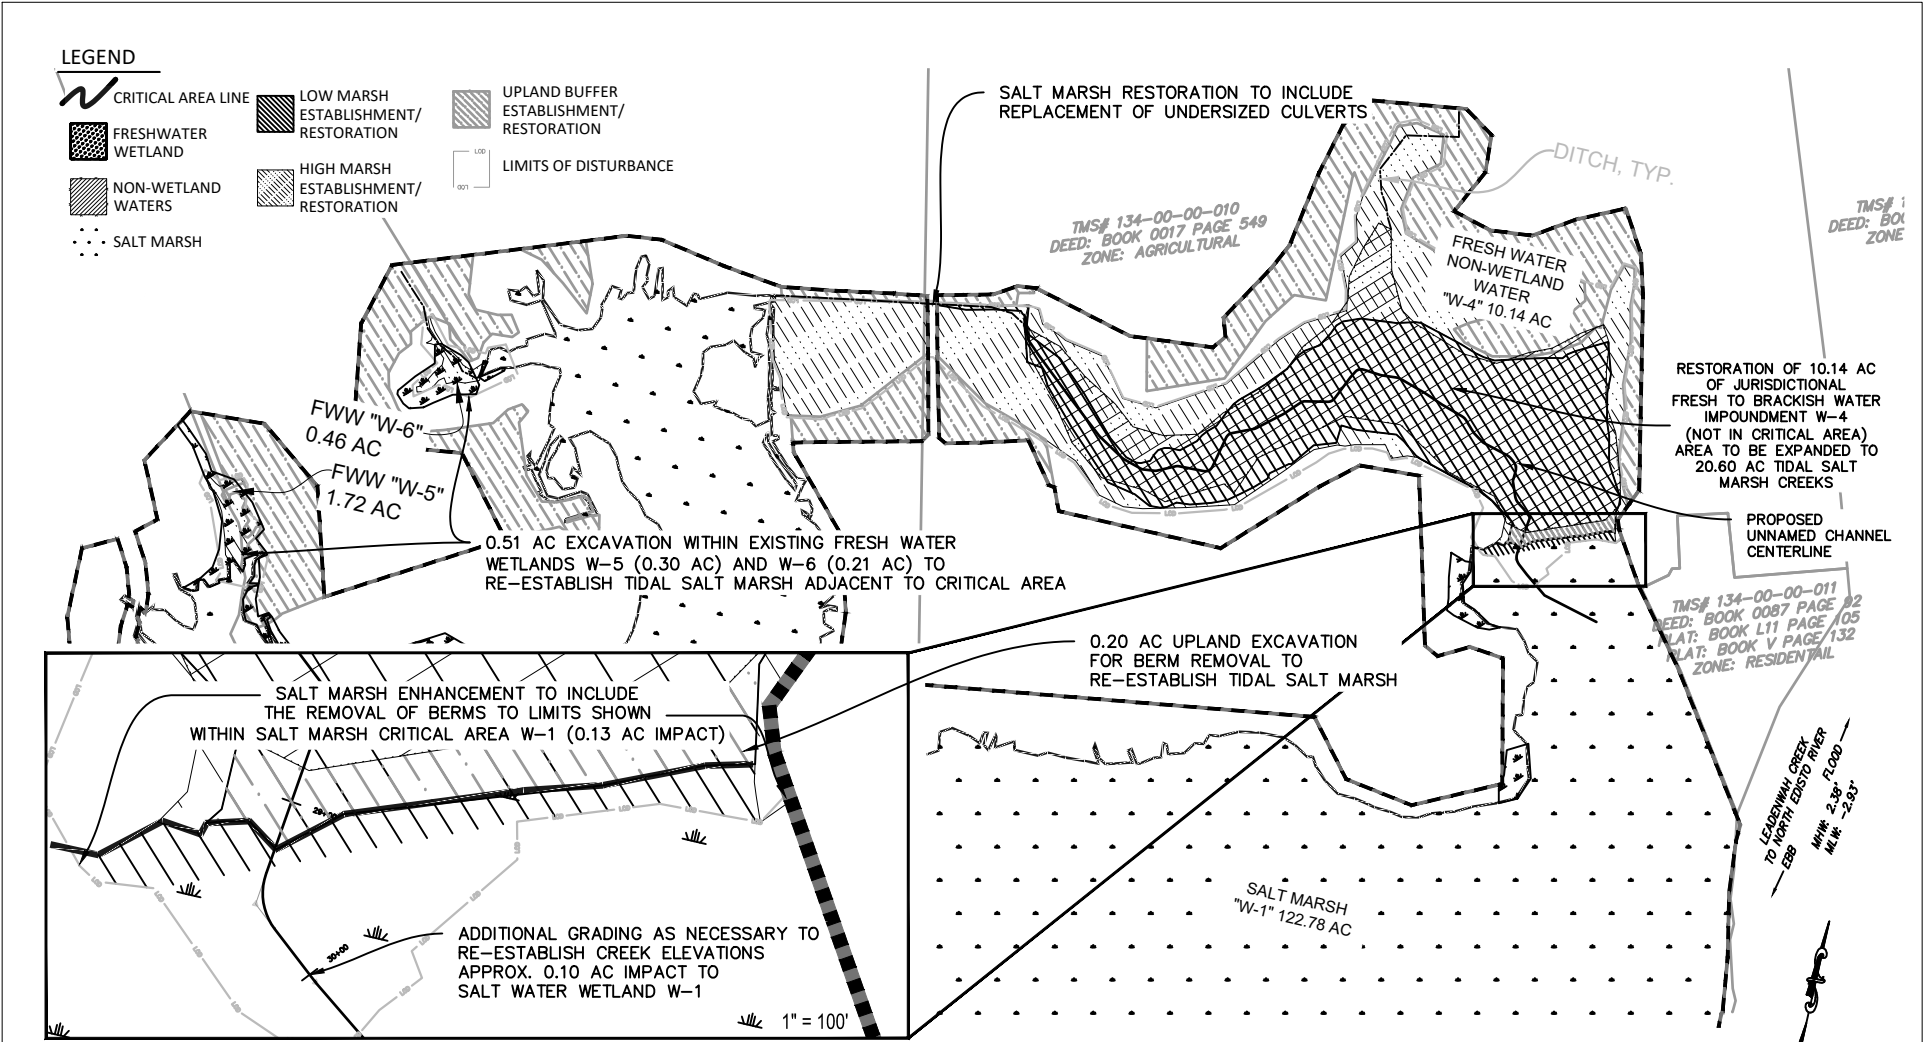 LEGEND
CRITICAL AREA LINE
FRESHWATER
WETLAND
NON-WETLAND
WATERS
SALT MARSH
LOW MARSH
ESTABLISHMENT/
RESTORATION
HIGH MARSH
ESTABLISHMENT/
RESTORATION
UPLAND BUFFER
ESTABLISHMENT/
RESTORATION
LOD
LOD
LIMITS OF DISTURBANCE
SALT MARSH RESTORATION TO INCLUDE
REPLACEMENT OF UNDERSIZED CULVERTS
DITCH, TYP.
TMS# 134-00-00-010
DEED: BOOK 0017 PAGE 549
ZONE: AGRICULTURAL
TMS# 1
DEED: BOO
ZONE
FRESH WATER
NON-WETLAND
WATER
"W-4" 10.14 AC
RESTORATION OF 10.14 AC
OF JURISDICTIONAL
FRESH TO BRACKISH WATER
IMPOUNDMENT W-4
(NOT IN CRITICAL AREA)
AREA TO BE EXPANDED TO
20.60 AC TIDAL SALT
MARSH CREEKS
PROPOSED
UNNAMED CHANNEL
CENTERLINE
FWW "W-6"
0.46 AC
FWW "W-5"
1.72 AC
0.51 AC EXCAVATION WITHIN EXISTING FRESH WATER
WETLANDS W-5 (0.30 AC) AND W-6 (0.21 AC) TO
RE-ESTABLISH TIDAL SALT MARSH ADJACENT TO CRITICAL AREA
TMS# 134-00-00-011
DEED: BOOK 0087 PAGE 92
PLAT: BOOK L11 PAGE 105
PLAT: BOOK V PAGE 132
ZONE: RESIDENTAIL
0.20 AC UPLAND EXCAVATION
FOR BERM REMOVAL TO
RE-ESTABLISH TIDAL SALT MARSH
SALT MARSH ENHANCEMENT TO INCLUDE
THE REMOVAL OF BERMS TO LIMITS SHOWN
WITHIN SALT MARSH CRITICAL AREA W-1 (0.13 AC IMPACT)
30+00
ADDITIONAL GRADING AS NECESSARY TO
RE-ESTABLISH CREEK ELEVATIONS
APPROX. 0.10 AC IMPACT TO
SALT WATER WETLAND W-1
1" = 100'
SALT MARSH
"W-1" 122.78 AC
LEADENWAH CREEK
TO NORTH EDISTO RIVER
EBB
FLOOD
MHW: 2.38'
MLW: -2.93'